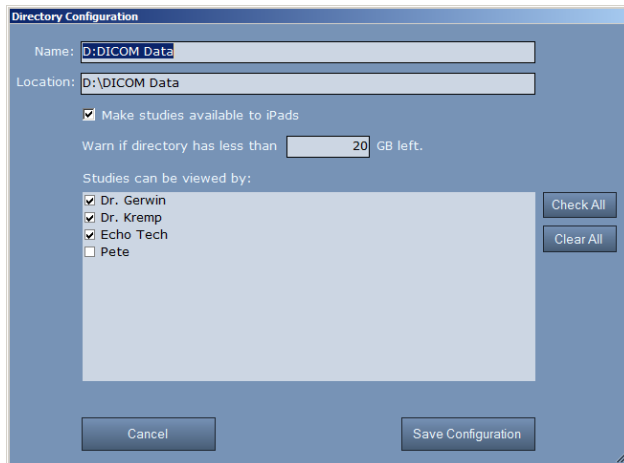 Directory Configuration
Name: D:DICOM Data
Location: D:\DICOM Data
Make studies available to iPads
Warn if directory has less than 20 GB left.
Studies can be viewed by:
Dr. Gerwin
Check All
Dr. Kremp
Echo Tech
Clear All
Pete
Cancel Save Configuration